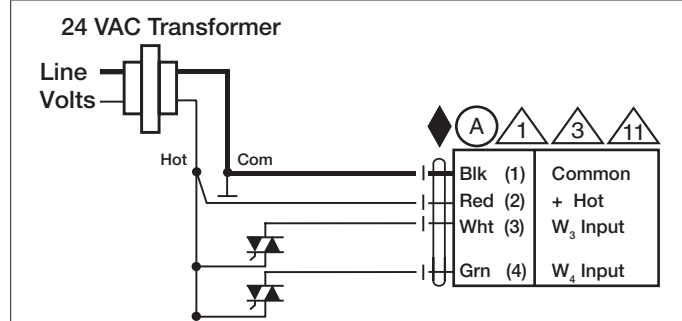 24 VAC Transformer
Line
Volts
Hot
Com
A
1
3
11
Blk (1) Common
Red (2) + Hot
Wht (3) W₃ Input
Grn (4) W₄ Input